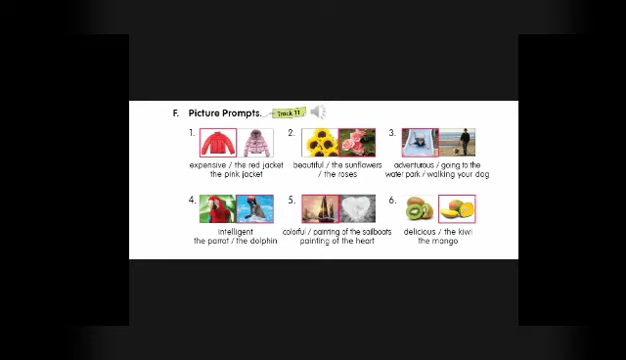 F. Picture Prompts. Track 11
1.
2.
3.
expensive / the red jacket
the pink jacket
beautiful / the sunflowers
/ the roses
adventurous / going to the
water park / walking your dog
4.
5.
6.
intelligent
the parrot / the dolphin
colorful / painting of the sailboats
painting of the heart
delicious / the kiwi
the mango